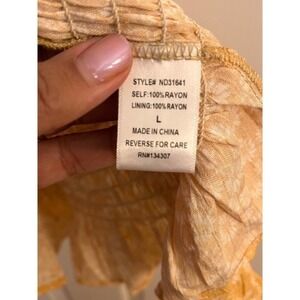 STYLE# ND31641
SELF:100%RAYON
LINING:100%RAYON
L
MADE IN CHINA
REVERSE FOR CARE
RN#134307